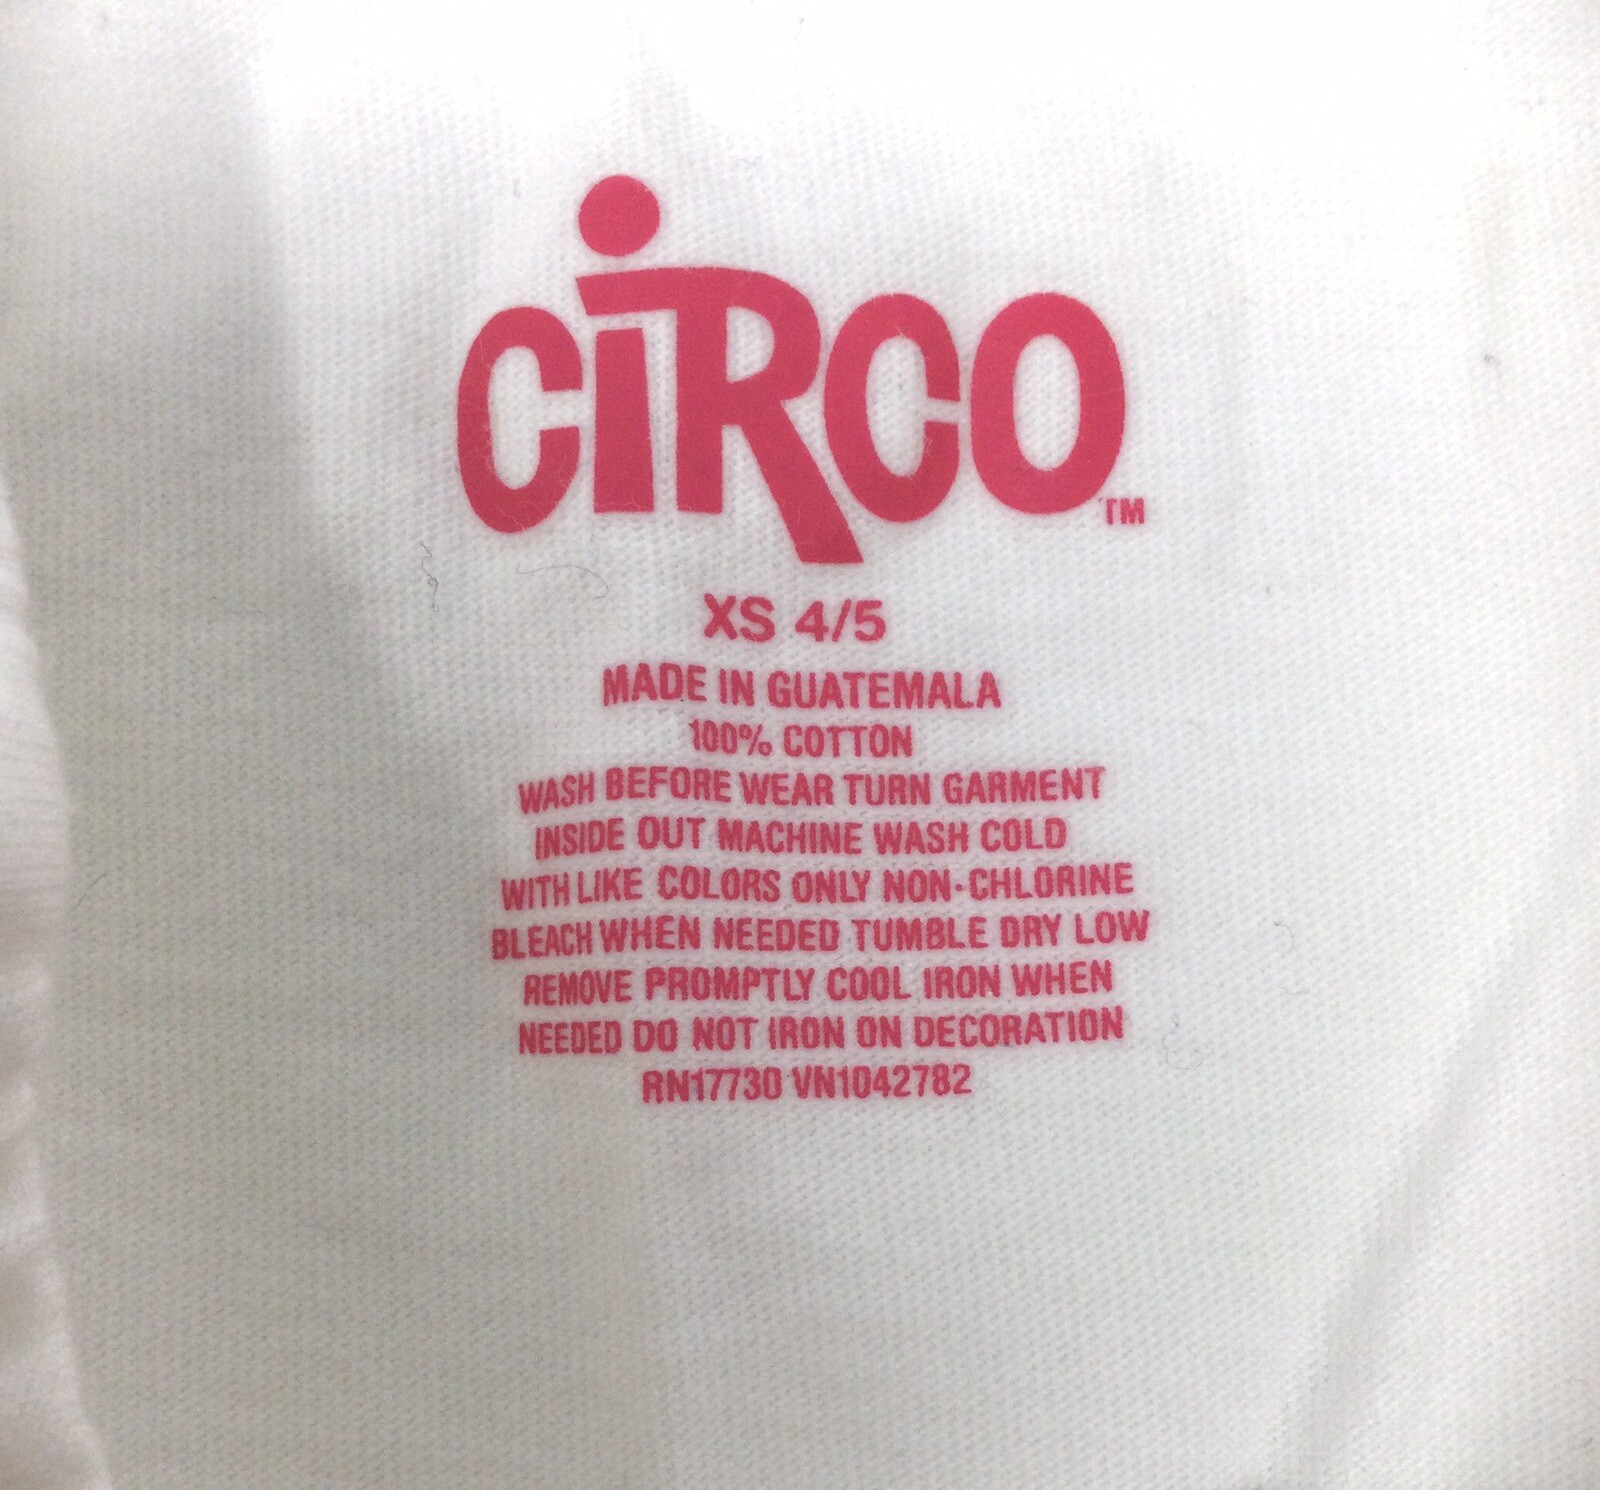 CiRCO™
XS 4/5
MADE IN GUATEMALA
100% COTTON
WASH BEFORE WEAR TURN GARMENT
INSIDE OUT MACHINE WASH COLD
WITH LIKE COLORS ONLY NON-CHLORINE
BLEACH WHEN NEEDED TUMBLE DRY LOW
REMOVE PROMPTLY COOL IRON WHEN
NEEDED DO NOT IRON ON DECORATION
RN17730 VN1042782